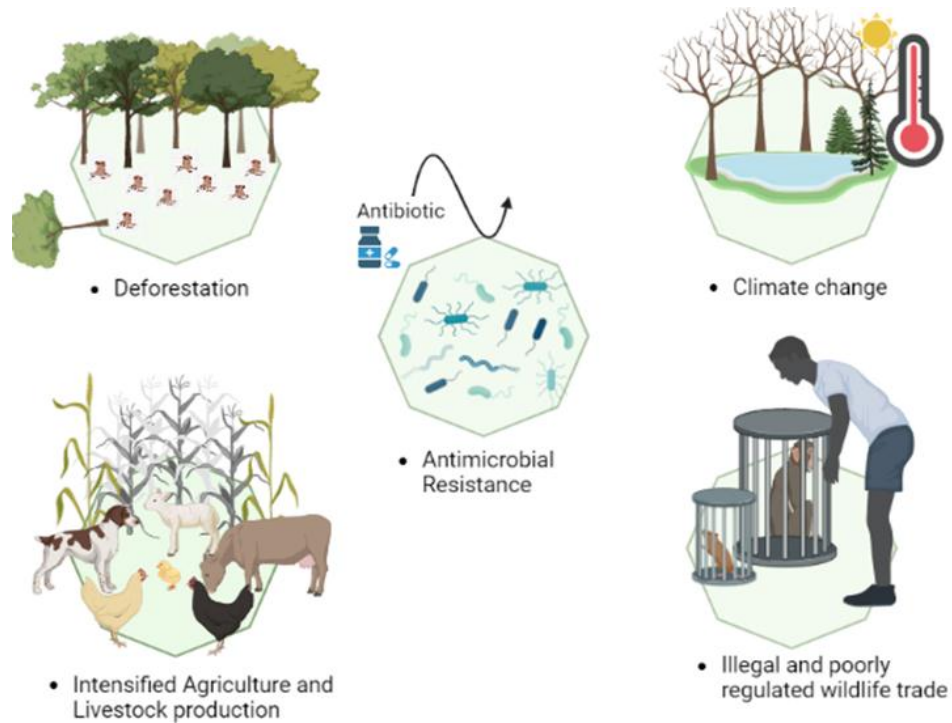 Antibiotic
• Deforestation
• Climate change
• Antimicrobial
Resistance
• Intensified Agriculture and
Livestock production
• Illegal and poorly
regulated wildlife trade